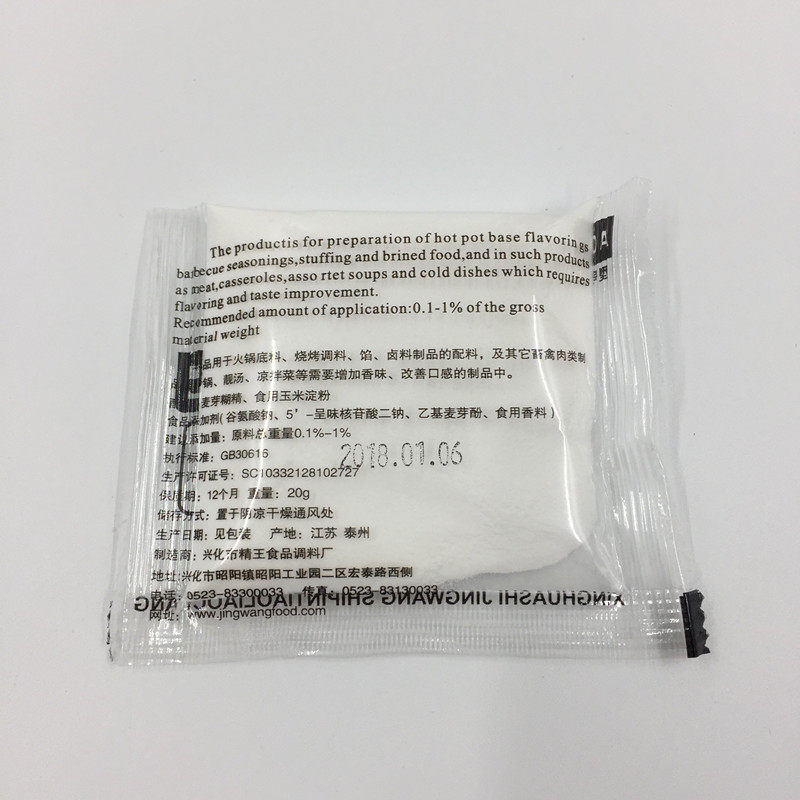 The productis for preparation of hot pot base flavorings
barbecue seasonings,stuffing and brined food,and in such products
as meat,casseroles,asso rtet soups and cold dishes which requires
flavoring and taste improvement.
Recommended amount of application:0.1-1% of the gross
material weight
品用于火锅底料、烧烤调料、馅、卤料制品的配料，及其它畜禽肉类制
锅、靓汤、凉拌菜等需要增加香味、改善口感的制品中。
麦芽糊精、食用玉米淀粉
食品添加剂(谷氨酸钠、5’-呈味核苷酸二钠、乙基麦芽酚、食用香料)
建议添加量：原料总重量0.1%-1%
执行标准：GB30616
2018.01.06
生产许可证号：SC10332128102727
保质期：12个月 重量：20g
储存方式：置于阴凉干燥通风处
生产日期：见包装 产地：江苏 泰州
制造商：兴化市精王食品调料厂
地址:兴化市昭阳镇昭阳工业园二区宏泰路西侧
电话：0523-83300033 传真：0523-83130033
XINGHUASHI JINGWANG SHIPINTIAOLIAOCHANG
网址：www.jingwangfood.com